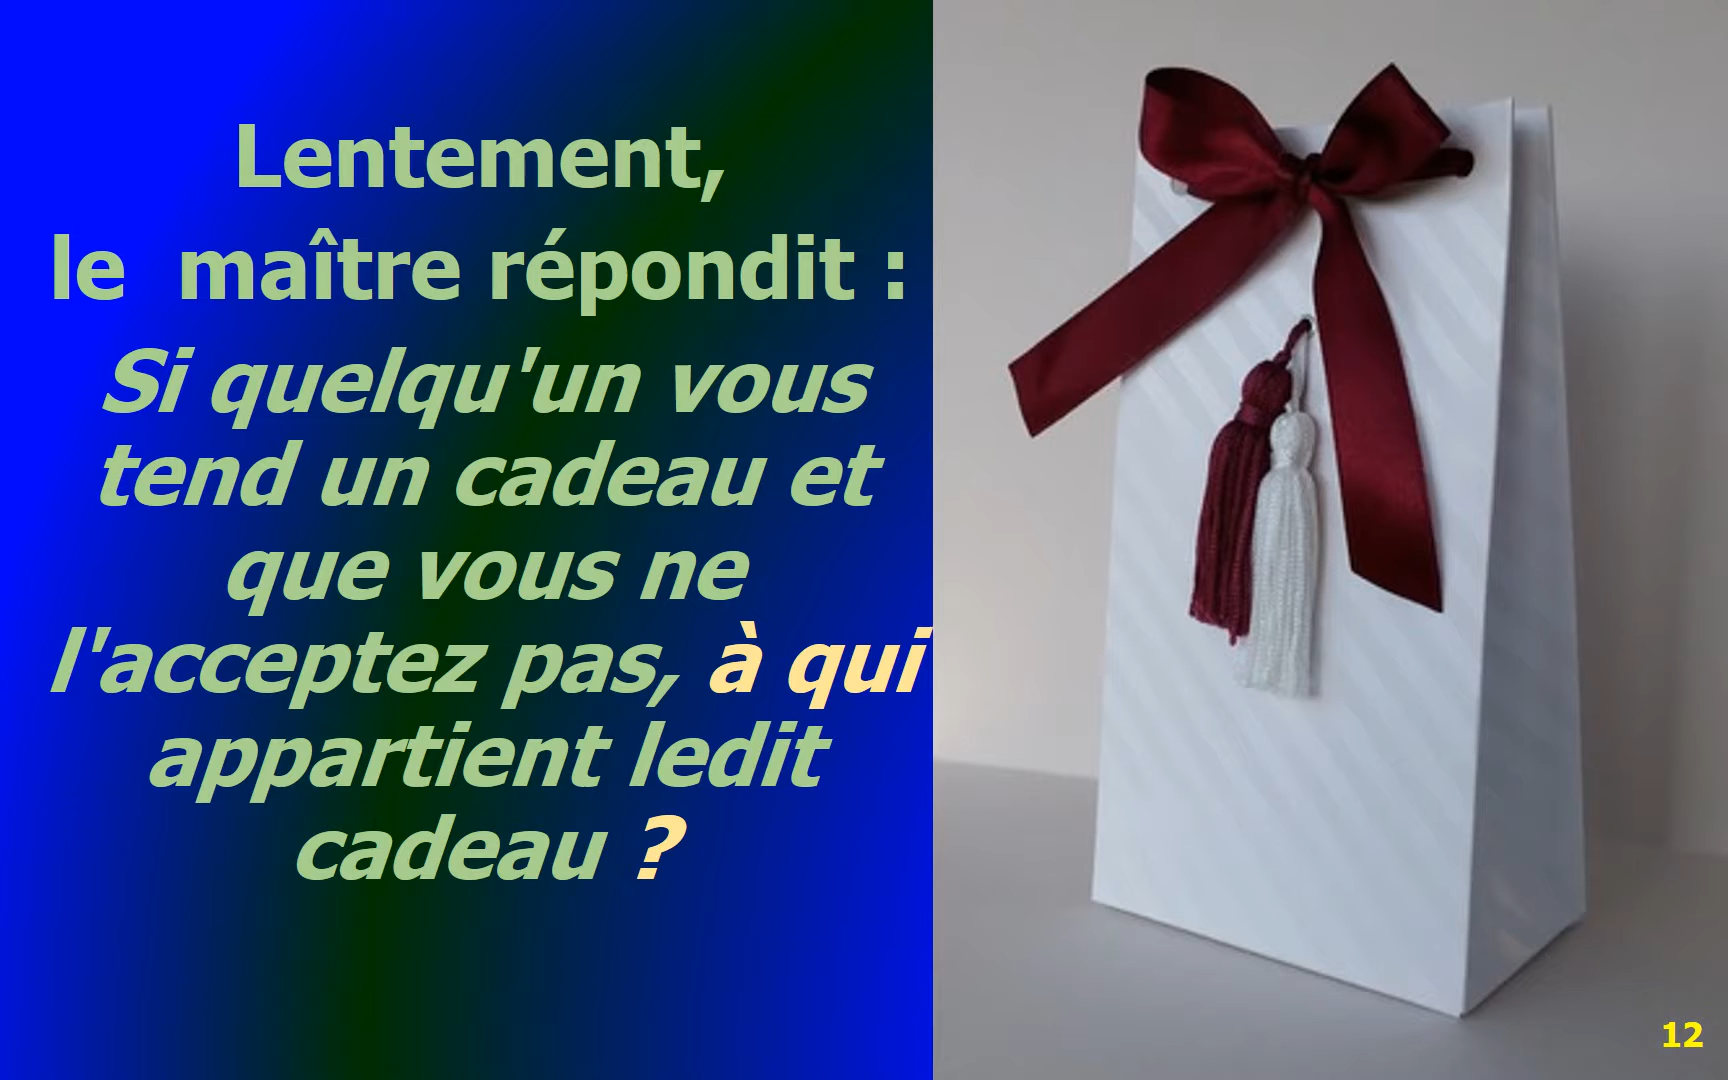 Lentement,
le  maître répondit :
Si quelqu'un vous
tend un cadeau et
que vous ne
l'acceptez pas, à qui
appartient ledit
cadeau ?
12